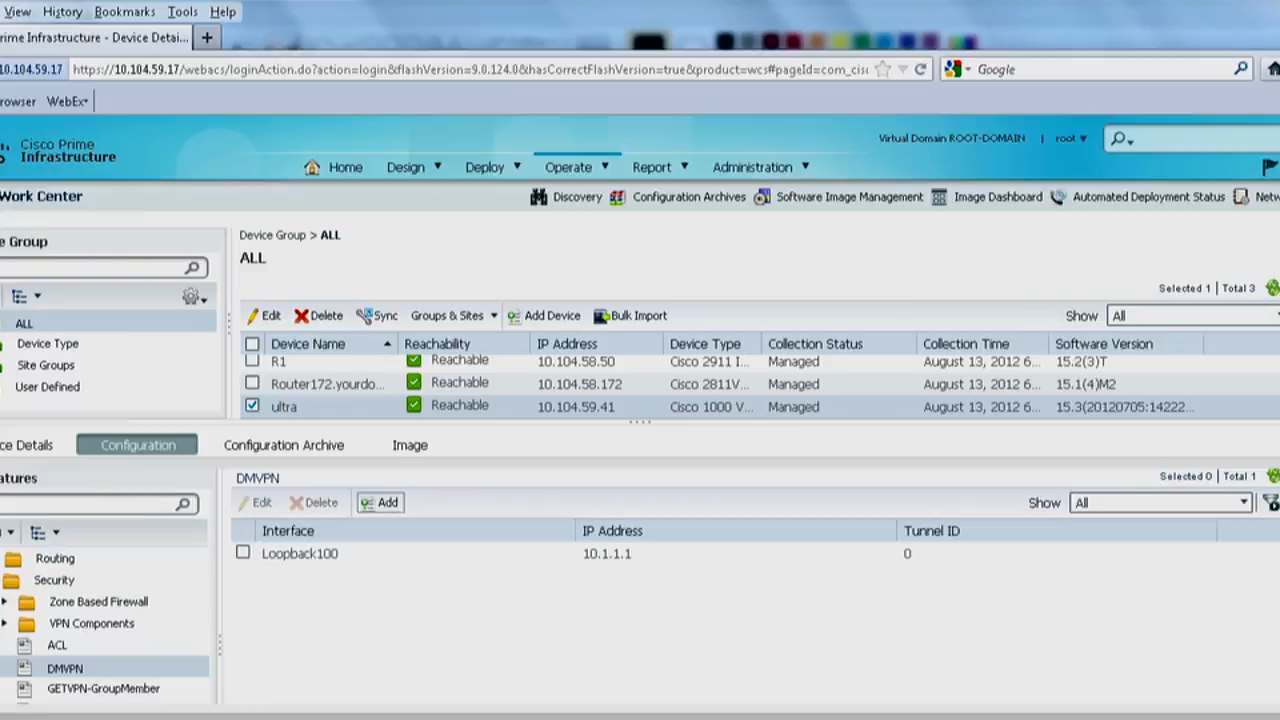 View History Bookmarks Tools Help
rime Infrastructure - Device Detai... +
10.104.59.17 https://10.104.59.17/webacs/loginAction.do?action=login&flashVersion=9.0.124.0&hasCorrectFlashVersion=true&product=wcs#pageId=com_cisc Google
rowser WebEx
Cisco Prime
Infrastructure
Virtual Domain ROOT-DOMAIN | root
Home Design Deploy Operate Report Administration
Work Center Discovery Configuration Archives Software Image Management Image Dashboard Automated Deployment Status Netw
e Group
ALL
Device Type
Site Groups
User Defined
Device Group > ALL
ALL
Selected 1 | Total 3
Edit Delete Sync Groups & Sites Add Device Bulk Import Show All
Device Name Reachability IP Address Device Type Collection Status Collection Time Software Version
R1 Reachable 10.104.58.50 Cisco 2911 I... Managed August 13, 2012 6... 15.2(3)T
Router172.yourdo... Reachable 10.104.58.172 Cisco 2811V... Managed August 13, 2012 6... 15.1(4)M2
ultra Reachable 10.104.59.41 Cisco 1000 V... Managed August 13, 2012 6... 15.3(20120705:14222...
ce Details Configuration Configuration Archive Image
atures
Routing
Security
Zone Based Firewall
VPN Components
ACL
DMVPN
GETVPN-GroupMember
DMVPN Selected 0 | Total 1
Edit Delete Add Show All
Interface IP Address Tunnel ID
Loopback100 10.1.1.1 0